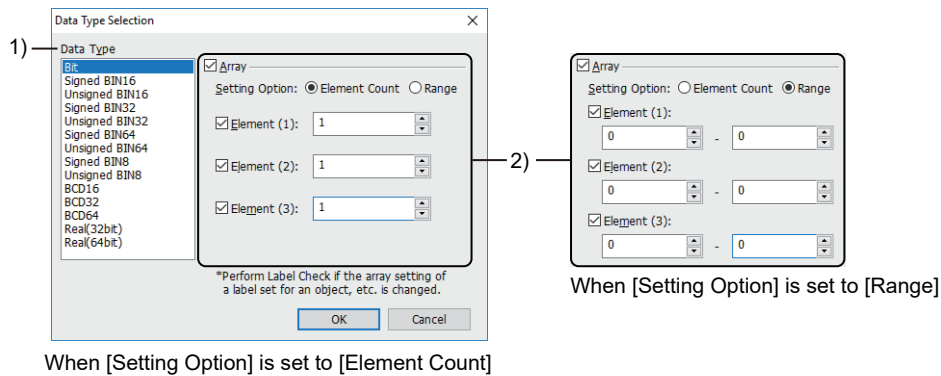 Data Type Selection
1)
Data Type
Bit
Signed BIN16
Unsigned BIN16
Signed BIN32
Unsigned BIN32
Signed BIN64
Unsigned BIN64
Signed BIN8
Unsigned BIN8
BCD16
BCD32
BCD64
Real(32bit)
Real(64bit)
Array
Setting Option: Element Count Range
Element (1): 1
Element (2): 1
Element (3): 1
*Perform Label Check if the array setting of
a label set for an object, etc. is changed.
OK Cancel
When [Setting Option] is set to [Element Count]
2)
Array
Setting Option: Element Count Range
Element (1):
0 - 0
Element (2):
0 - 0
Element (3):
0 - 0
When [Setting Option] is set to [Range]